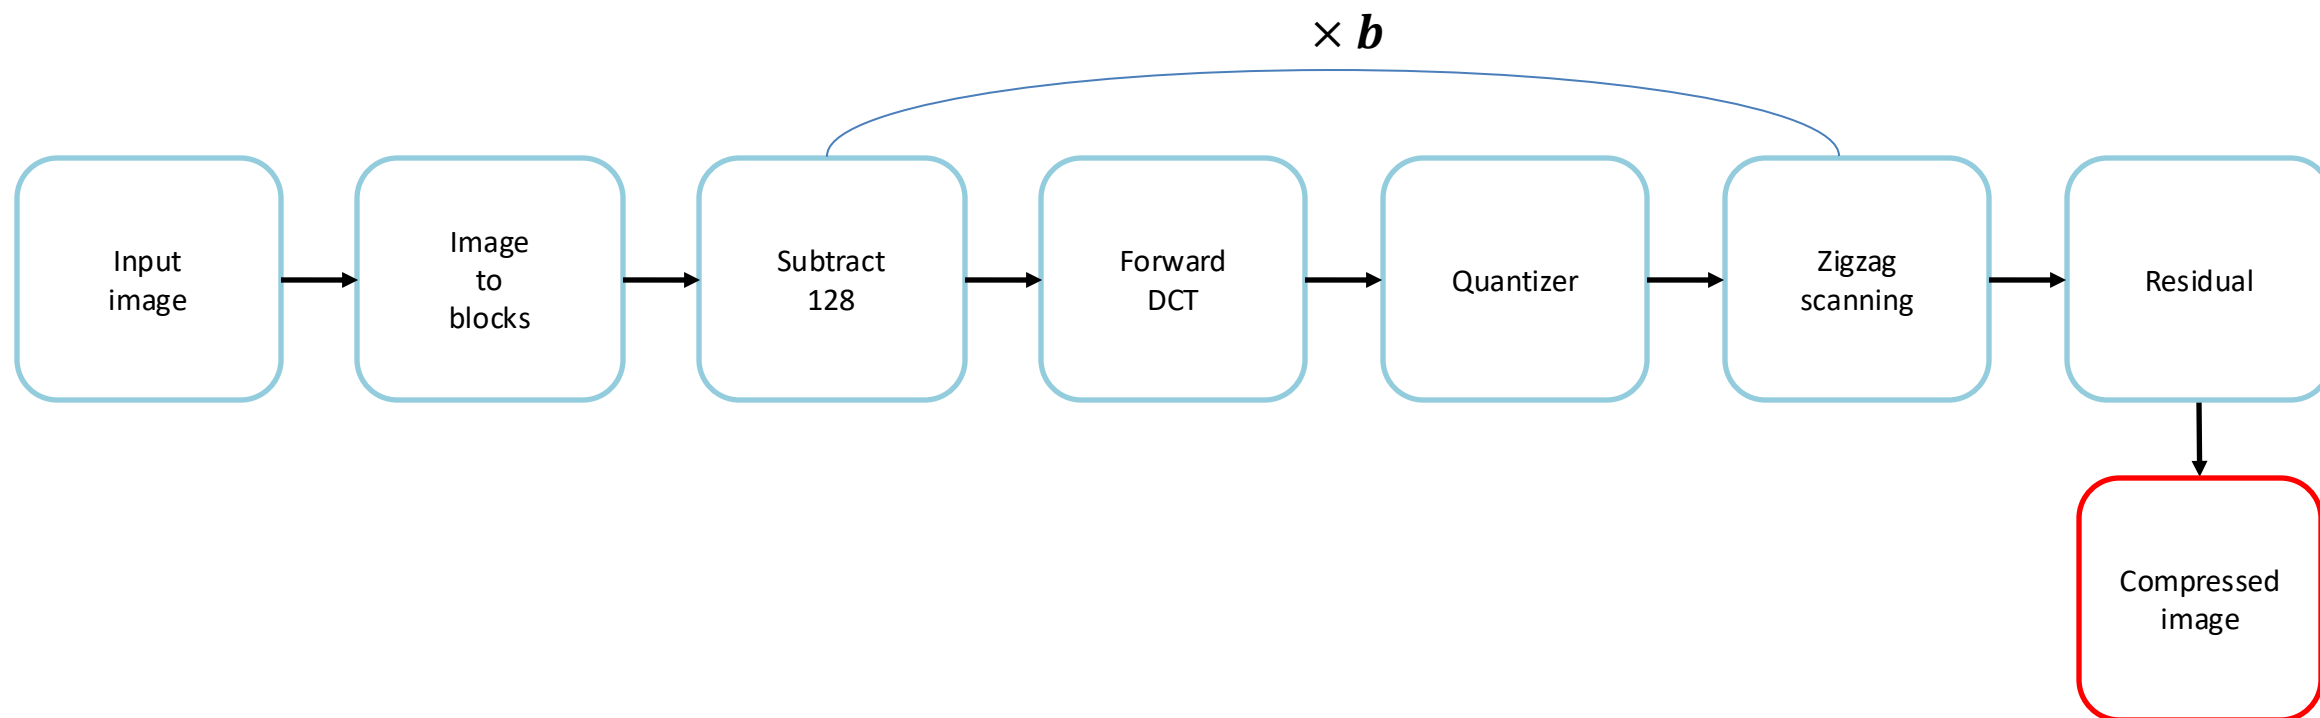 × b
Input
image
Image
to
blocks
Subtract
128
Forward
DCT
Quantizer
Zigzag
scanning
Residual
Compressed
image